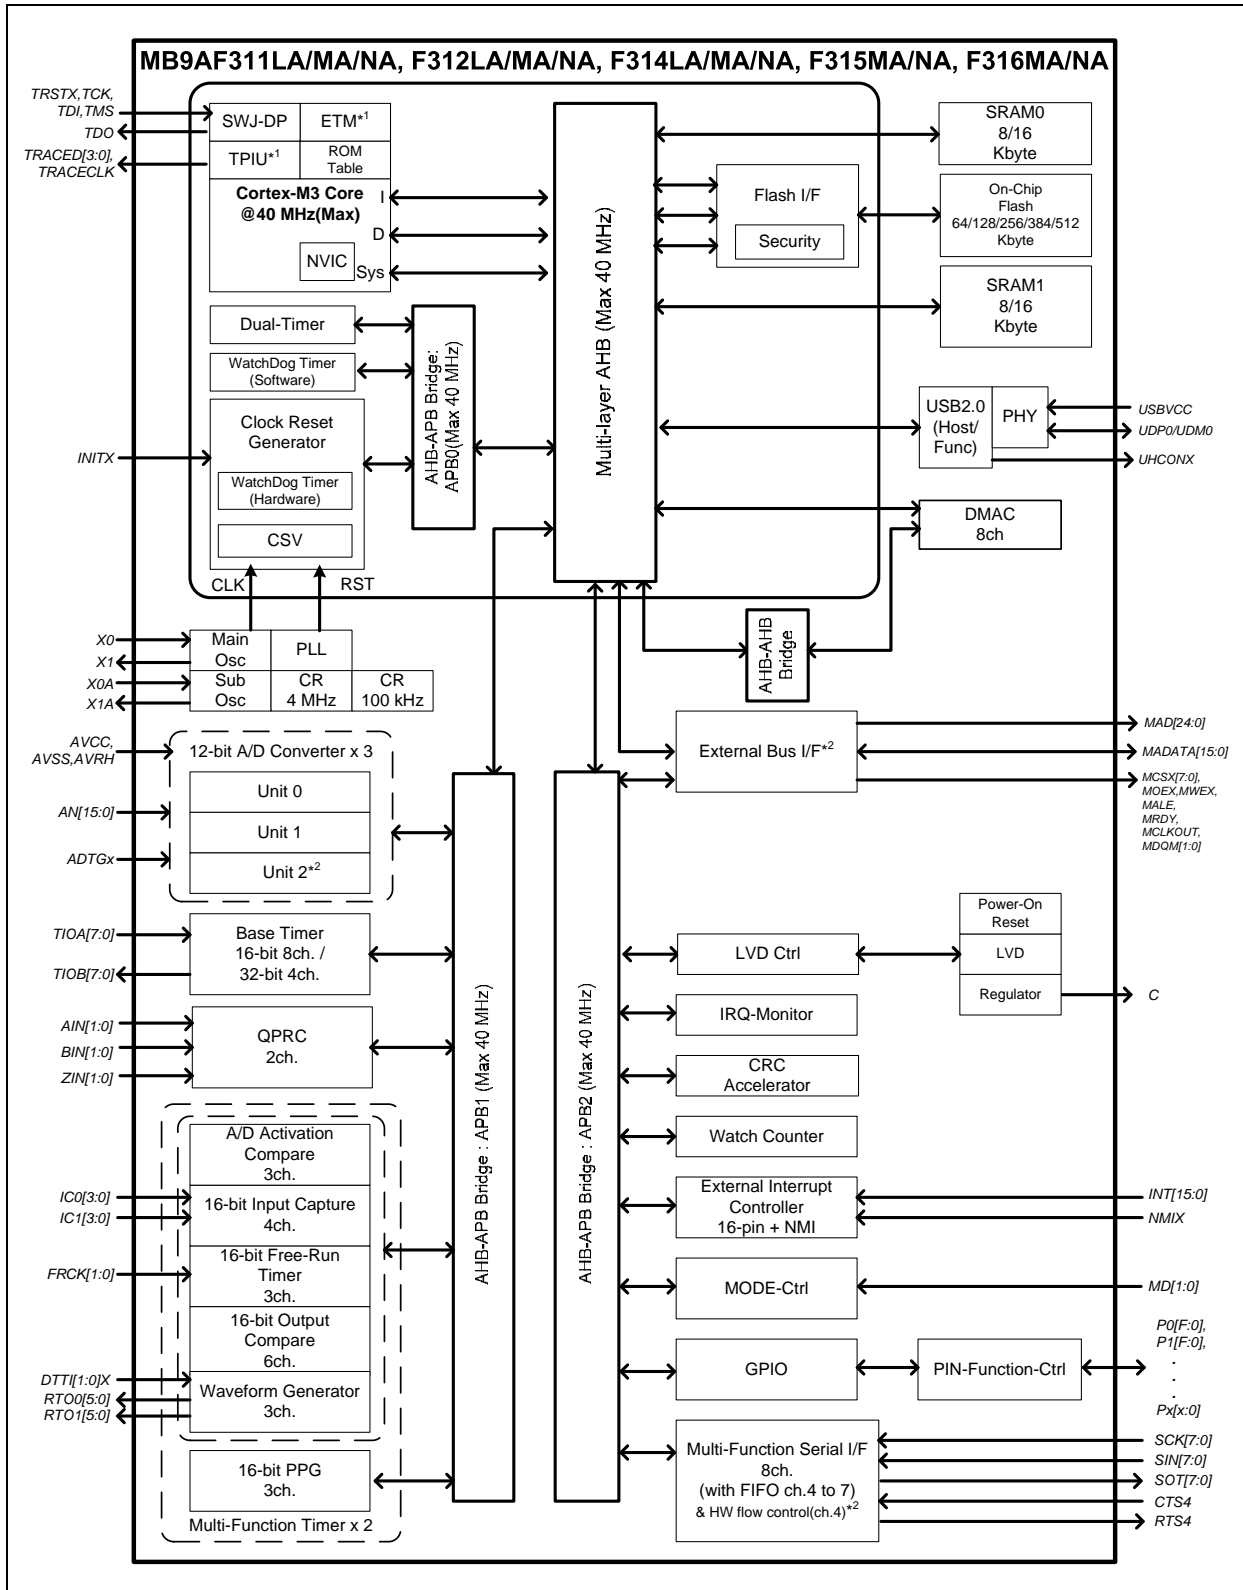 MB9AF311LA/MA/NA, F312LA/MA/NA, F314LA/MA/NA, F315MA/NA, F316MA/NA
TRSTX,TCK,
TDI,TMS
TDO
TRACED[3:0],
TRACECLK
SWJ-DP
ETM*1
TPIU*1
ROM
Table
Cortex-M3 Core
@40 MHz(Max)
I
D
NVIC
Sys
Dual-Timer
WatchDog Timer
(Software)
Clock Reset
Generator
WatchDog Timer
(Hardware)
CSV
INITX
CLK
RST
AHB-APB Bridge:
APB0(Max 40 MHz)
Multi-layer AHB (Max 40 MHz)
Flash I/F
Security
SRAM0
8/16
Kbyte
On-Chip
Flash
64/128/256/384/512
Kbyte
SRAM1
8/16
Kbyte
USB2.0
(Host/
Func)
PHY
USBVCC
UDP0/UDM0
UHCONX
DMAC
8ch
AHB-AHB
Bridge
X0
X1
X0A
X1A
Main
Osc
PLL
Sub
Osc
CR
4 MHz
CR
100 kHz
AVCC,
AVSS,AVRH
AN[15:0]
ADTGx
12-bit A/D Converter x 3
Unit 0
Unit 1
Unit 2*2
TIOA[7:0]
TIOB[7:0]
Base Timer
16-bit 8ch. /
32-bit 4ch.
AIN[1:0]
BIN[1:0]
ZIN[1:0]
QPRC
2ch.
A/D Activation
Compare
3ch.
IC0[3:0]
IC1[3:0]
16-bit Input Capture
4ch.
FRCK[1:0]
16-bit Free-Run
Timer
3ch.
16-bit Output
Compare
6ch.
DTTI[1:0]X
RTO0[5:0]
RTO1[5:0]
Waveform Generator
3ch.
16-bit PPG
3ch.
Multi-Function Timer x 2
AHB-APB Bridge : APB1 (Max 40 MHz)
AHB-APB Bridge : APB2 (Max 40 MHz)
External Bus I/F*2
MAD[24:0]
MADATA[15:0]
MCSX[7:0],
MOEX,MWEX,
MALE,
MRDY,
MCLKOUT,
MDQM[1:0]
LVD Ctrl
Power-On
Reset
LVD
Regulator
C
IRQ-Monitor
CRC
Accelerator
Watch Counter
External Interrupt
Controller
16-pin + NMI
INT[15:0]
NMIX
MODE-Ctrl
MD[1:0]
GPIO
PIN-Function-Ctrl
P0[F:0],
P1[F:0],
.
.
.
Px[x:0]
Multi-Function Serial I/F
8ch.
(with FIFO ch.4 to 7)
& HW flow control(ch.4)*2
SCK[7:0]
SIN[7:0]
SOT[7:0]
CTS4
RTS4